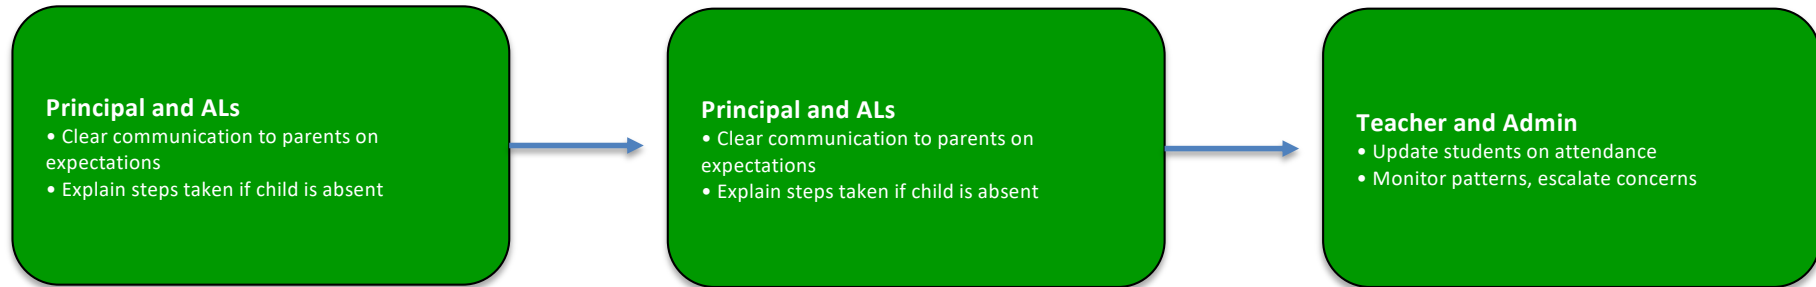 Principal and ALs
• Clear communication to parents on
expectations
• Explain steps taken if child is absent
Principal and ALs
• Clear communication to parents on
expectations
• Explain steps taken if child is absent
Teacher and Admin
• Update students on attendance
• Monitor patterns, escalate concerns